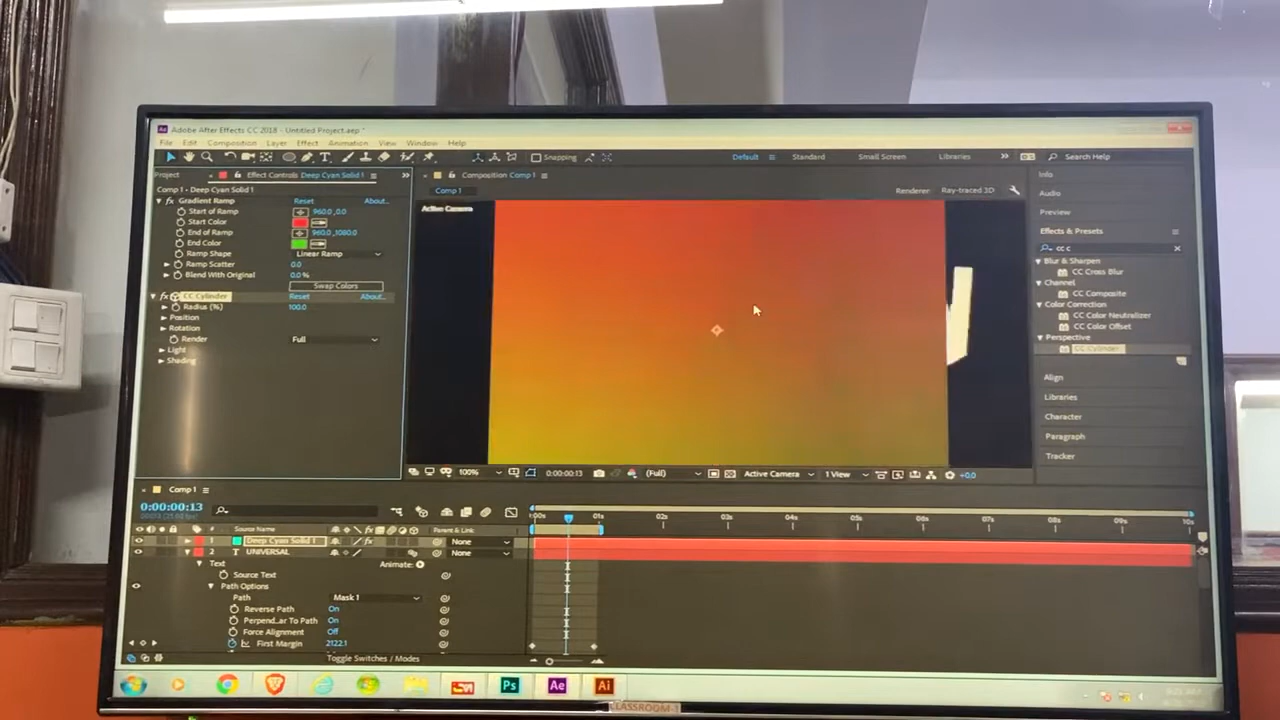 Adobe After Effects CC 2018 - Untitled Project.aep *
File Edit Composition Layer Effect Animation View Window Help
Snapping Default Standard Small Screen Libraries Search Help
Project Effect Controls Deep Cyan Solid 1 Composition Comp 1 Info
Comp 1 - Deep Cyan Solid 1 Comp 1 Renderer: Ray-traced 3D Audio
Gradient Ramp Reset About...
Active Camera
Start of Ramp 960.0, 0.0 Preview
Start Color
End of Ramp 960.0, 1080.0 Effects & Presets
End Color cc c
Ramp Shape Linear Ramp
Ramp Scatter 0.0 Blur & Sharpen
Blend With Original 0.0 % CC Cross Blur
Swap Colors Channel
CC Cylinder Reset About... CC Composite
Radius (%) 100.0 Color Correction
Position CC Color Neutralizer
Rotation CC Color Offset
Render Full Perspective
Light CC Cylinder
Shading
Align
Libraries
Character
Paragraph
Tracker
100% 0:00:00:13 (Full) Active Camera 1 View +0.0
Comp 1
0:00:00:13
:00s 01s 02s 03s 04s 05s 06s 07s 08s 09s 10s
# Source Name Parent & Link
1 Deep Cyan Solid 1 None
2 T UNIVERSAL None
Text Animate:
Source Text
Path Options
Path Mask 1
Reverse Path On
Perpend...ar To Path On
Force Alignment Off
First Margin 2122.1
Toggle Switches / Modes
Ps Ae Ai
CLASSROOM-1